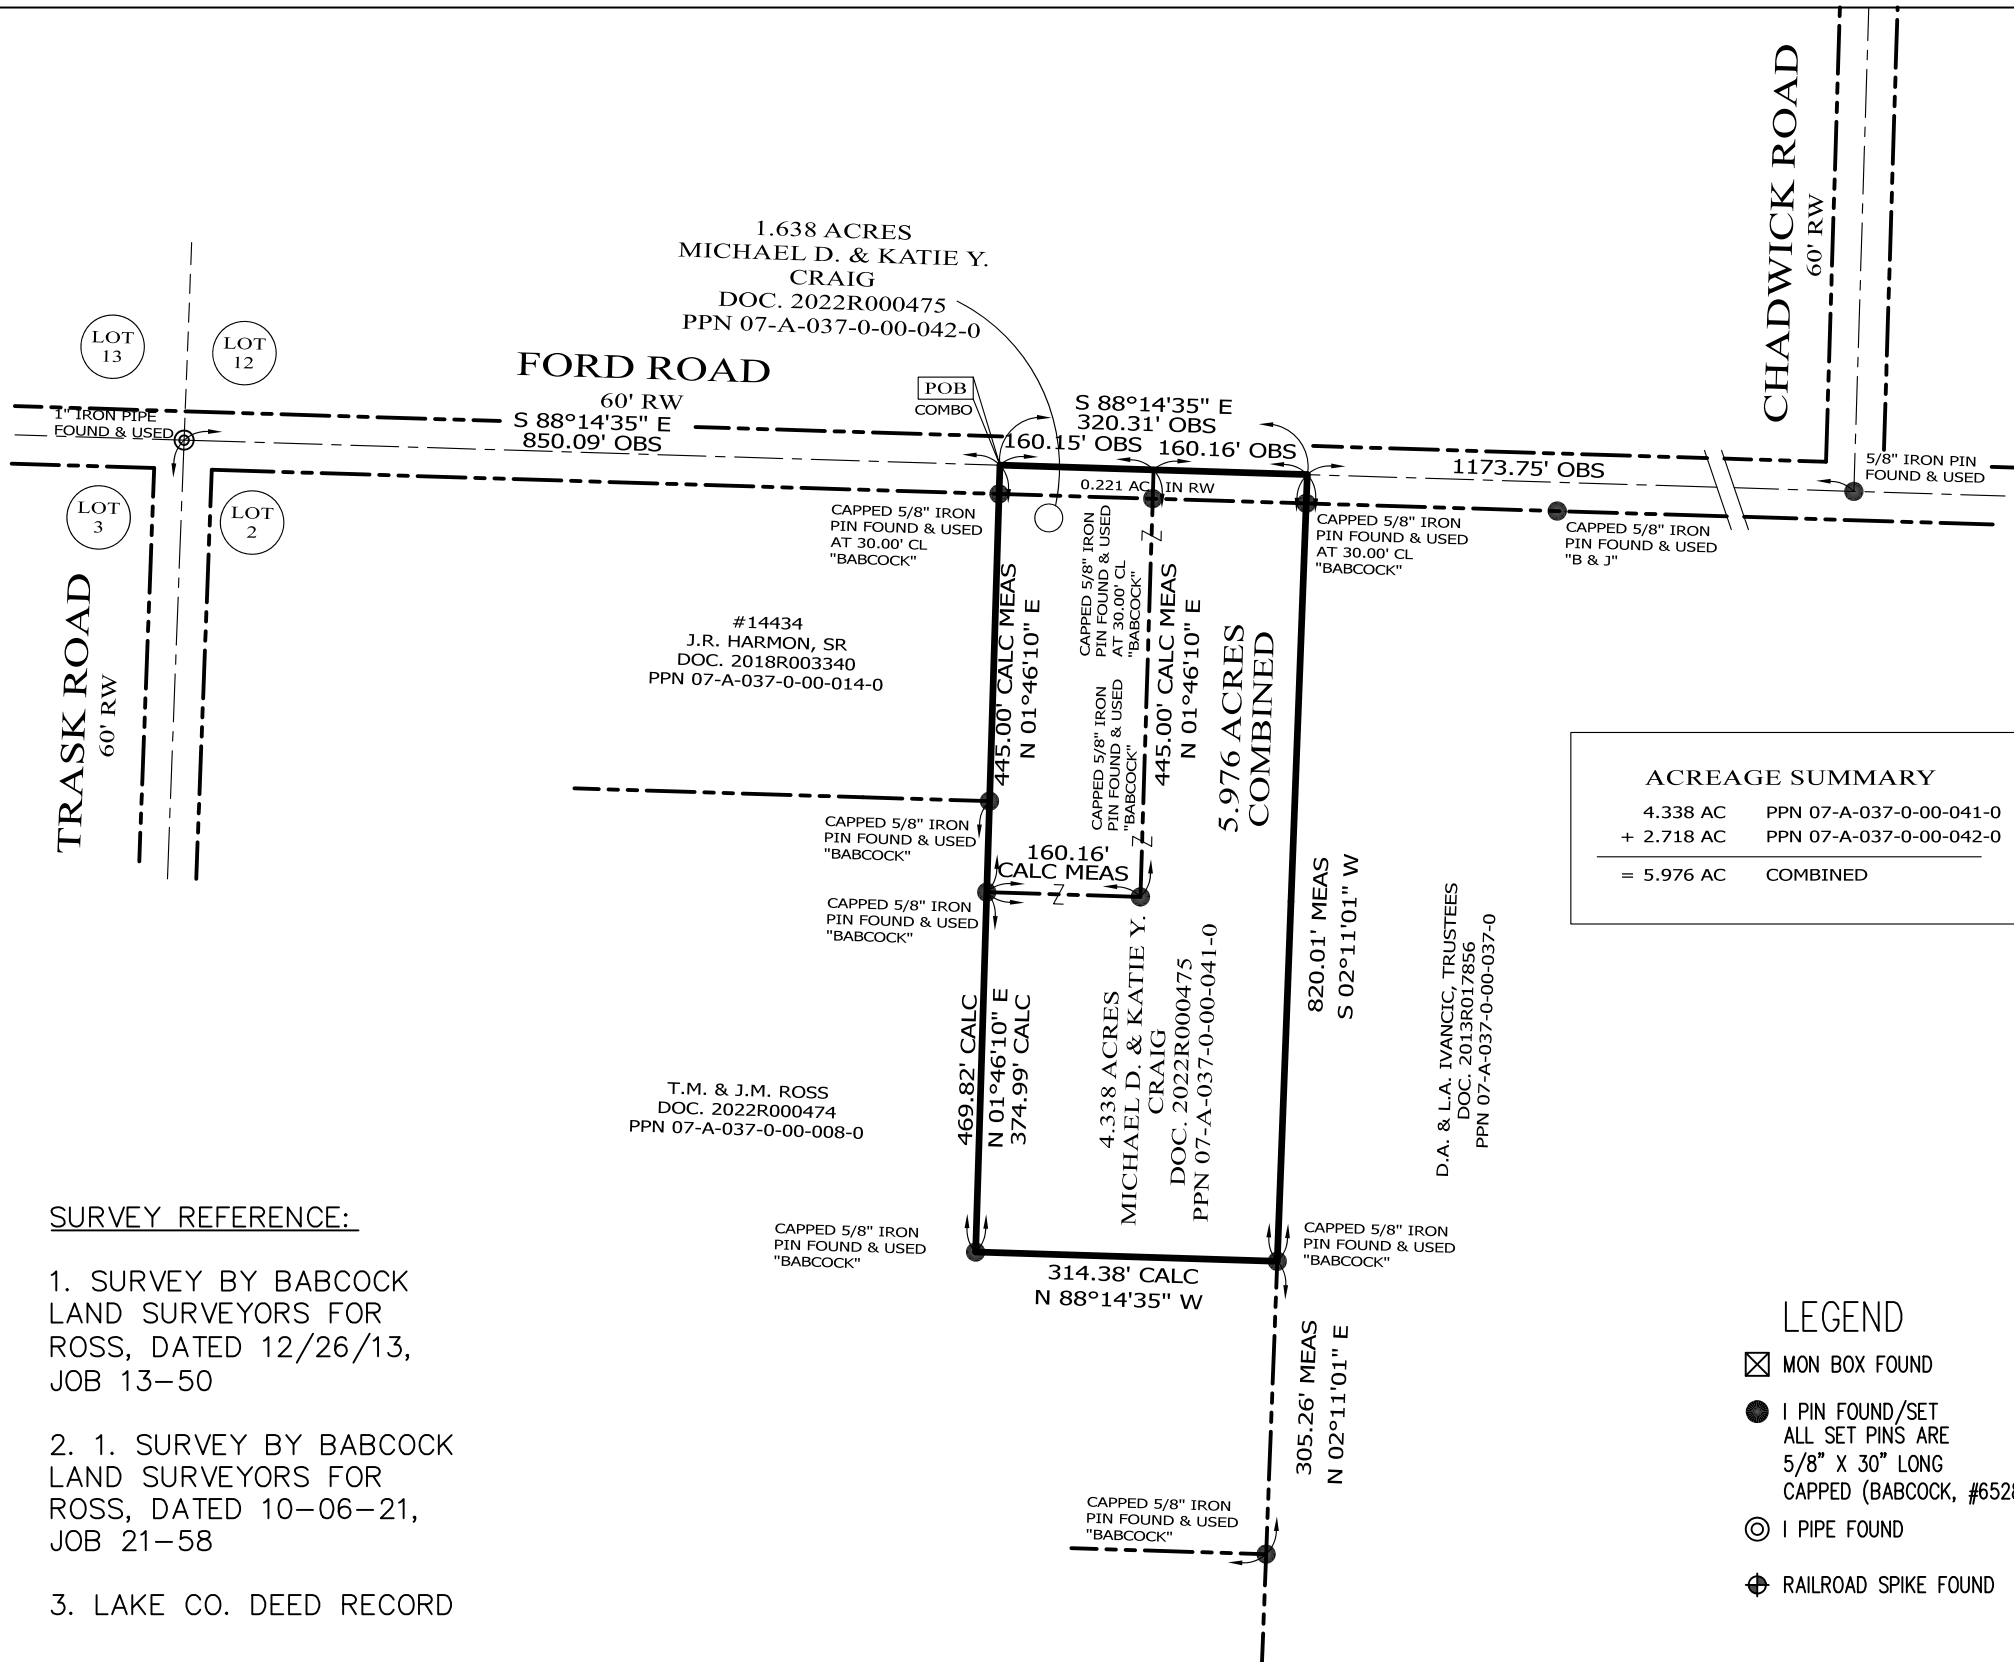 1.638 ACRES
MICHAEL D. & KATIE Y.
CRAIG
DOC. 2022R000475
PPN 07-A-037-0-00-042-0
CHADWICK ROAD
60' RW
LOT
13
LOT
12
FORD ROAD
60' RW
S 88°14'35" E
850.09' OBS
1" IRON PIPE
FOUND & USED
POB
COMBO
S 88°14'35" E
320.31' OBS
160.15' OBS
160.16' OBS
1173.75' OBS
5/8" IRON PIN
FOUND & USED
0.221 AC. IN RW
LOT
3
LOT
2
CAPPED 5/8" IRON
PIN FOUND & USED
AT 30.00' CL
"BABCOCK"
CAPPED 5/8" IRON
PIN FOUND & USED
AT 30.00' CL
"BABCOCK"
CAPPED 5/8" IRON
PIN FOUND & USED
AT 30.00' CL
"BABCOCK"
CAPPED 5/8" IRON
PIN FOUND & USED
"B & J"
TRASK ROAD
60' RW
#14434
J.R. HARMON, SR
DOC. 2018R003340
PPN 07-A-037-0-00-014-0
445.00' CALC MEAS
N 01°46'10" E
445.00' CALC MEAS
N 01°46'10" E
Z
CAPPED 5/8" IRON
PIN FOUND & USED
"BABCOCK"
Z
5.976 ACRES
COMBINED
CAPPED 5/8" IRON
PIN FOUND & USED
"BABCOCK"
160.16'
CALC MEAS
Z
CAPPED 5/8" IRON
PIN FOUND & USED
"BABCOCK"
820.01' MEAS
S 02°11'01" W
ACREAGE SUMMARY
4.338 AC PPN 07-A-037-0-00-041-0
+ 2.718 AC PPN 07-A-037-0-00-042-0
= 5.976 AC COMBINED
D.A. & L.A. IVANCIC, TRUSTEES
DOC. 2013R017856
PPN 07-A-037-0-00-037-0
469.82' CALC
N 01°46'10" E
374.99' CALC
4.338 ACRES
MICHAEL D. & KATIE Y.
CRAIG
DOC. 2022R000475
PPN 07-A-037-0-00-041-0
T.M. & J.M. ROSS
DOC. 2022R000474
PPN 07-A-037-0-00-008-0
CAPPED 5/8" IRON
PIN FOUND & USED
"BABCOCK"
CAPPED 5/8" IRON
PIN FOUND & USED
"BABCOCK"
314.38' CALC
N 88°14'35" W
305.26' MEAS
N 02°11'01" E
CAPPED 5/8" IRON
PIN FOUND & USED
"BABCOCK"
SURVEY REFERENCE:
1. SURVEY BY BABCOCK
LAND SURVEYORS FOR
ROSS, DATED 12/26/13,
JOB 13-50
2. 1. SURVEY BY BABCOCK
LAND SURVEYORS FOR
ROSS, DATED 10-06-21,
JOB 21-58
3. LAKE CO. DEED RECORD
LEGEND
MON BOX FOUND
I PIN FOUND/SET
ALL SET PINS ARE
5/8" X 30" LONG
CAPPED (BABCOCK, #6528
I PIPE FOUND
RAILROAD SPIKE FOUND